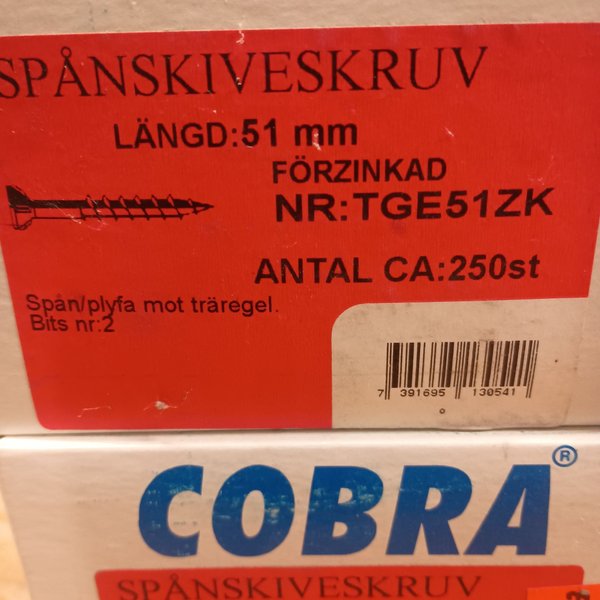 SPÅNSKIVESKRUV
LÄNGD:51 mm
FÖRZINKAD
NR:TGE51ZK
ANTAL CA:250st
Spån/plyfa mot träregel.
Bits nr:2
7 391695 130541
COBRA®
SPÅNSKIVESKRUV